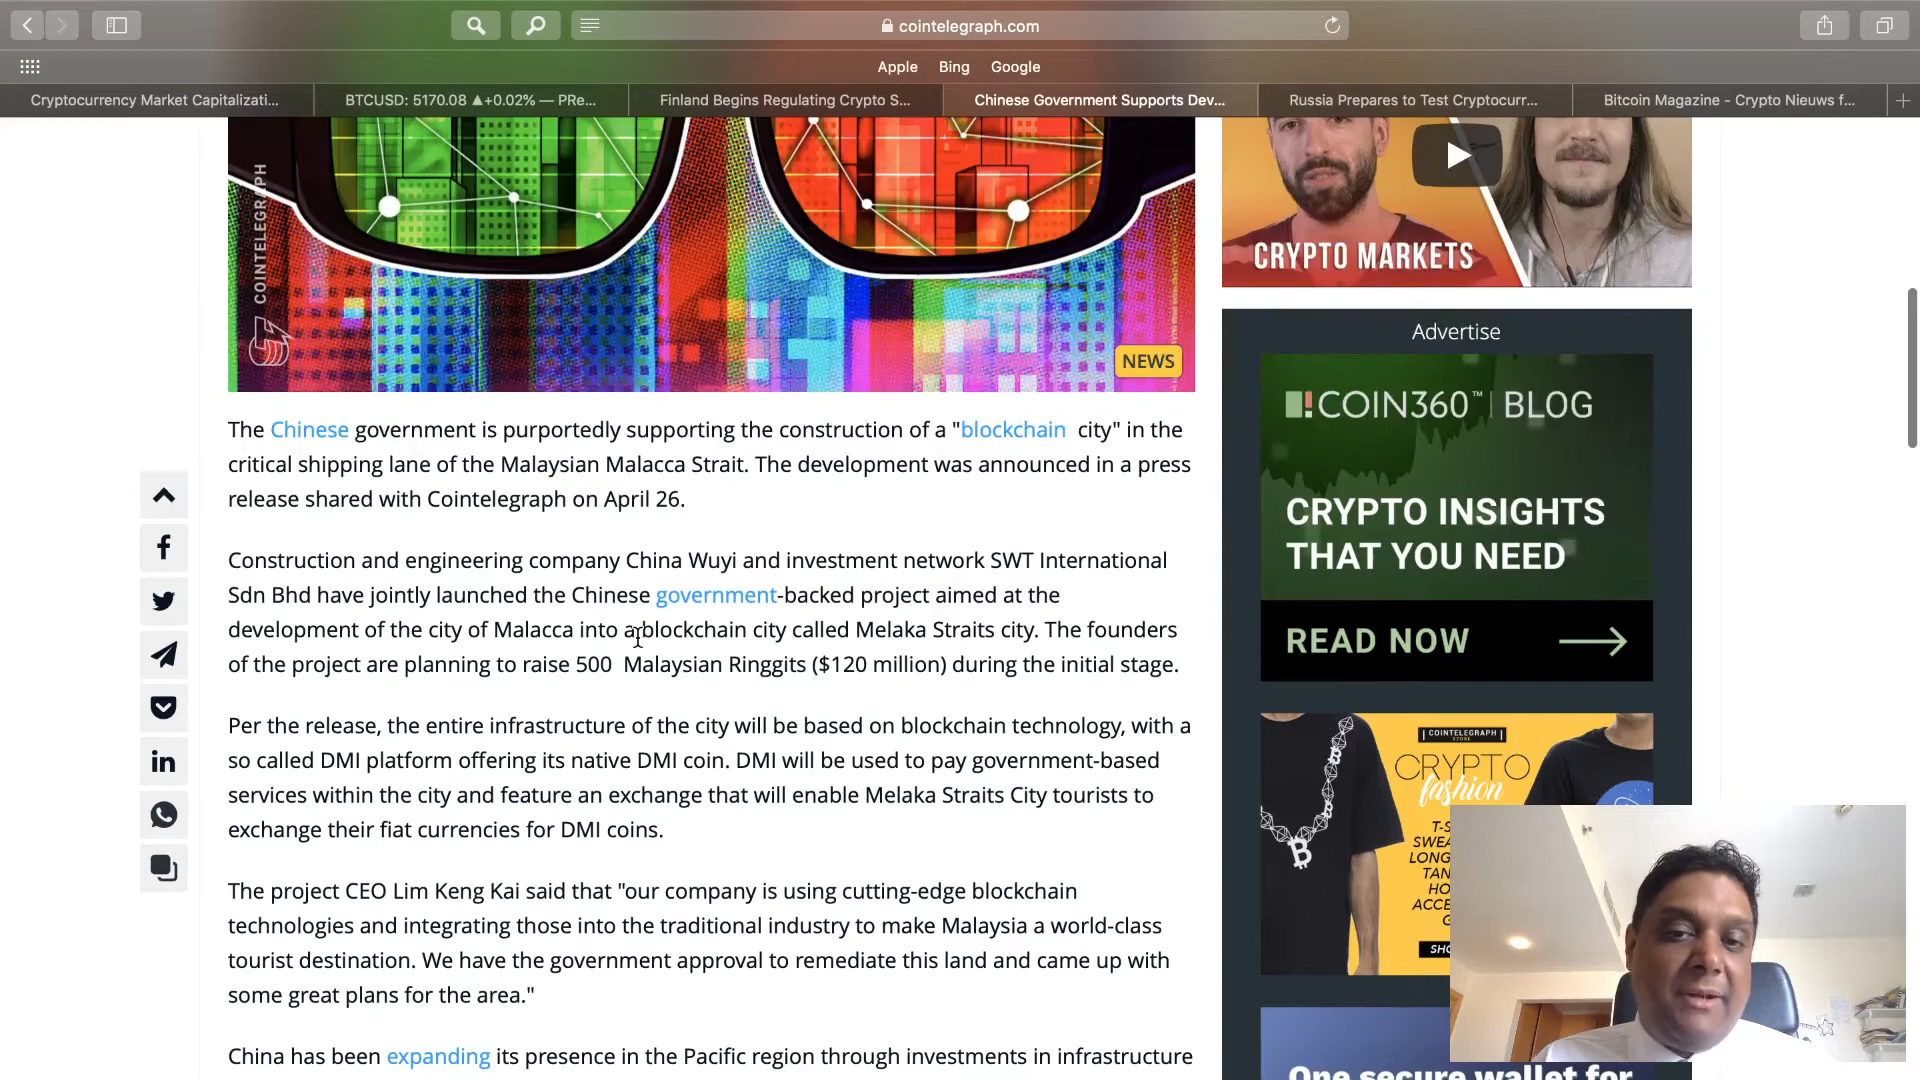 cointelegraph.com
Apple Bing Google
Cryptocurrency Market Capitalizati...
BTCUSD: 5170.08 ▲+0.02% — PRe...
Finland Begins Regulating Crypto S...
Chinese Government Supports Dev...
Russia Prepares to Test Cryptocurr...
Bitcoin Magazine - Crypto Nieuws f...
COINTELEGRAPH
NEWS
The Chinese government is purportedly supporting the construction of a "blockchain city" in the
critical shipping lane of the Malaysian Malacca Strait. The development was announced in a press
release shared with Cointelegraph on April 26.
Construction and engineering company China Wuyi and investment network SWT International
Sdn Bhd have jointly launched the Chinese government-backed project aimed at the
development of the city of Malacca into a blockchain city called Melaka Straits city. The founders
of the project are planning to raise 500 Malaysian Ringgits ($120 million) during the initial stage.
Per the release, the entire infrastructure of the city will be based on blockchain technology, with a
so called DMI platform offering its native DMI coin. DMI will be used to pay government-based
services within the city and feature an exchange that will enable Melaka Straits City tourists to
exchange their fiat currencies for DMI coins.
The project CEO Lim Keng Kai said that "our company is using cutting-edge blockchain
technologies and integrating those into the traditional industry to make Malaysia a world-class
tourist destination. We have the government approval to remediate this land and came up with
some great plans for the area."
China has been expanding its presence in the Pacific region through investments in infrastructure
CRYPTO MARKETS
Advertise
COIN360™ BLOG
CRYPTO INSIGHTS
THAT YOU NEED
READ NOW
COINTELEGRAPH
STORE
CRYPTO
fashion
T-S
SWEA
LONG
TAN
HO
ACCE
G
SHO
One secure wallet for